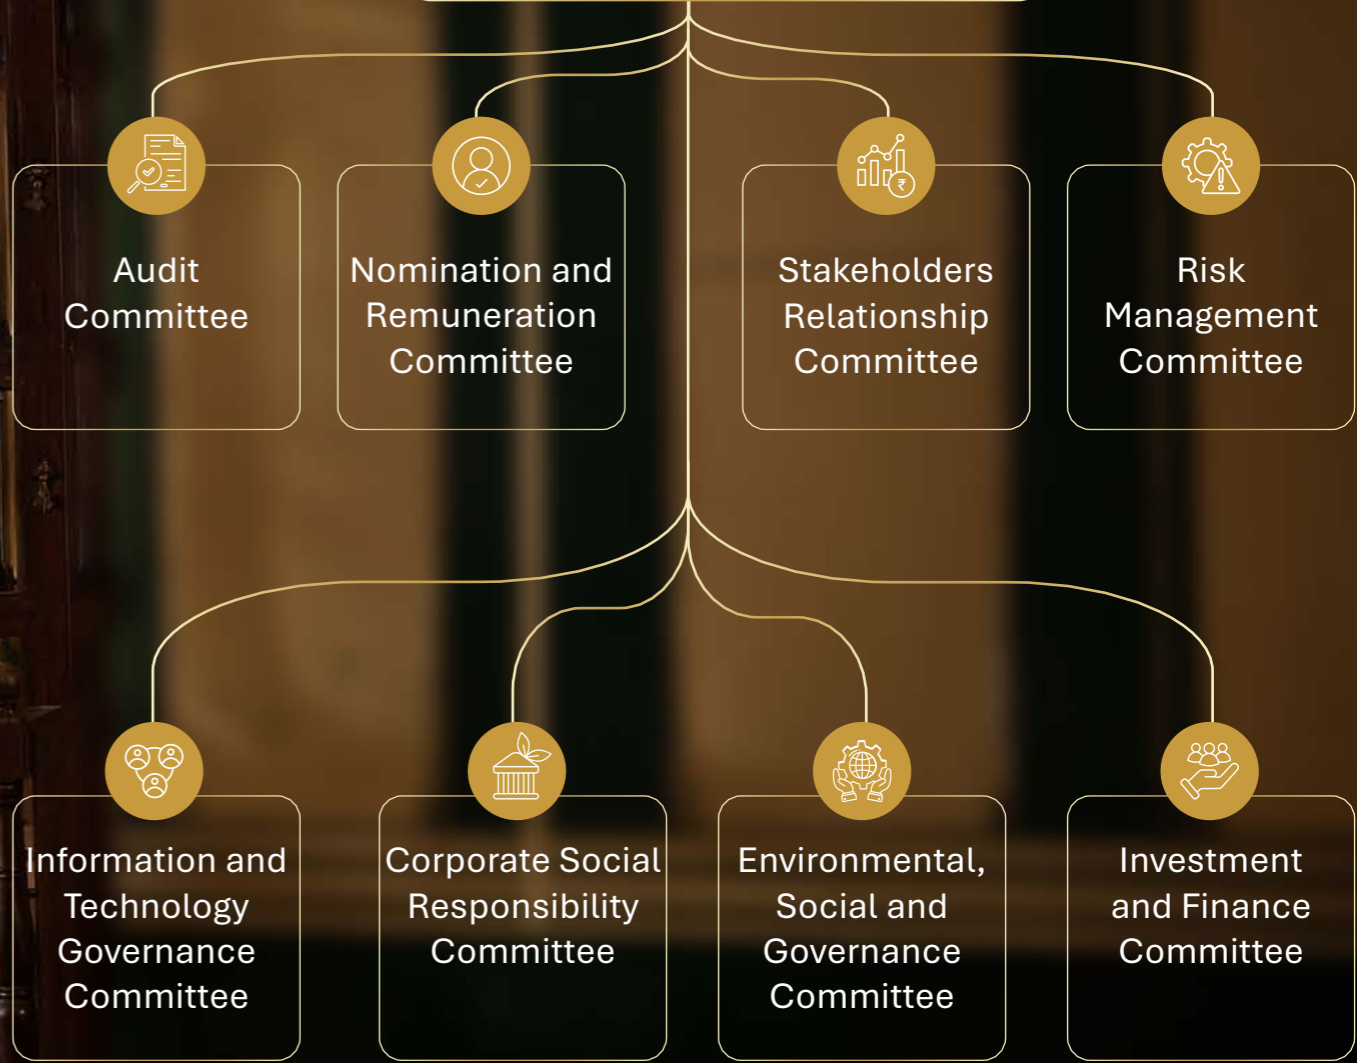 Audit
Committee
Nomination and
Remuneration
Committee
Stakeholders
Relationship
Committee
Risk
Management
Committee
Information and
Technology
Governance
Committee
Corporate Social
Responsibility
Committee
Environmental,
Social and
Governance
Committee
Investment
and Finance
Committee